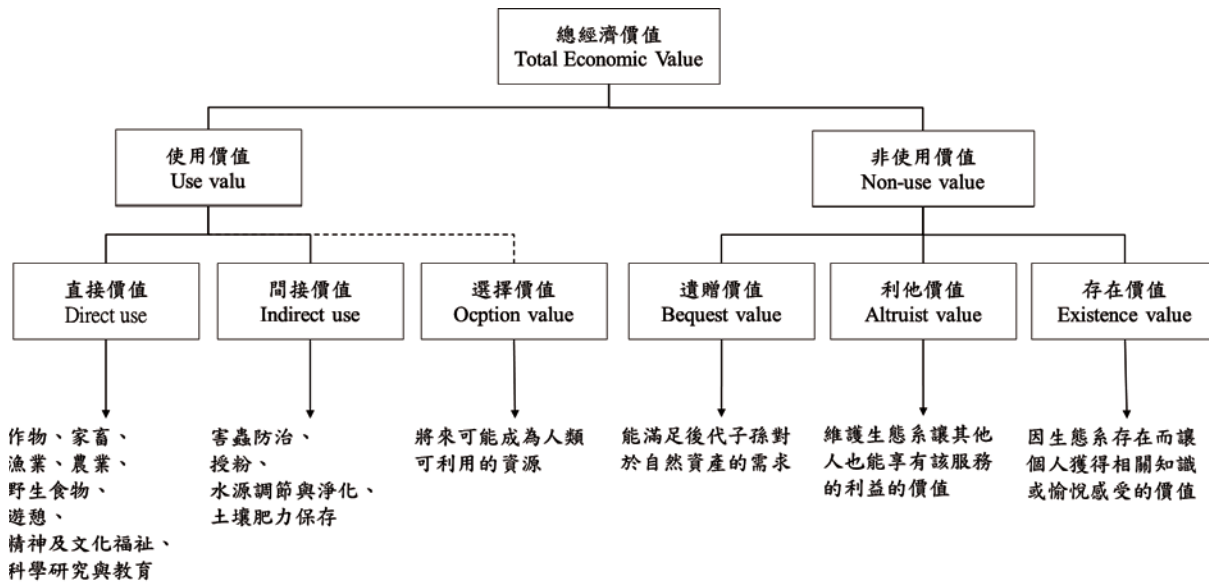 總經濟價值
Total Economic Value
使用價值
Use valu
非使用價值
Non-use value
直接價值
Direct use
間接價值
Indirect use
選擇價值
Ocption value
遺贈價值
Bequest value
利他價值
Altruist value
存在價值
Existence value
作物、家畜、
漁業、農業、
野生食物、
遊憩、
精神及文化福祉、
科學研究與教育
害蟲防治、
授粉、
水源調節與淨化、
土壤肥力保存
將來可能成為人類
可利用的資源
能滿足後代子孫對
於自然資產的需求
維護生態系讓其他
人也能享有該服務
的利益的價值
因生態系存在而讓
個人獲得相關知識
或愉悅感受的價值